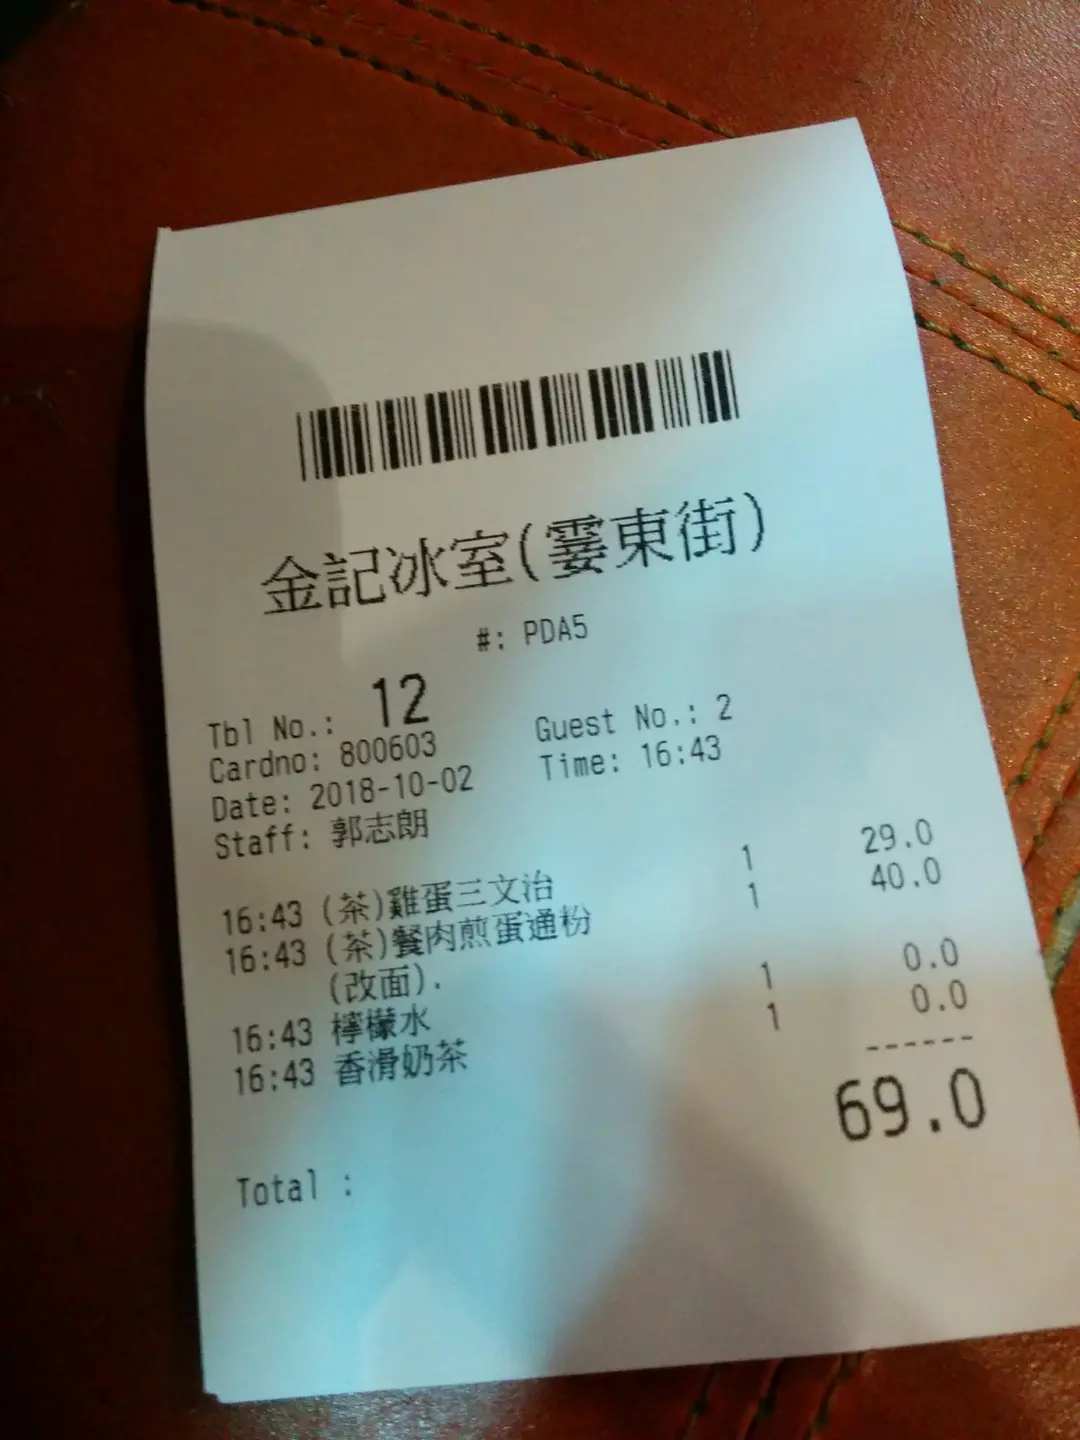 金記冰室(霎東街)
#: PDA5
Tbl No.: 12 Guest No.: 2
Cardno: 800603 Time: 16:43
Date: 2018-10-02
Staff: 郭志朗
16:43 (茶)雞蛋三文治 1 29.0
16:43 (茶)餐肉煎蛋通粉 1 40.0
(改面).
16:43 檸檬水 1 0.0
16:43 香滑奶茶 1 0.0
------
69.0
Total :